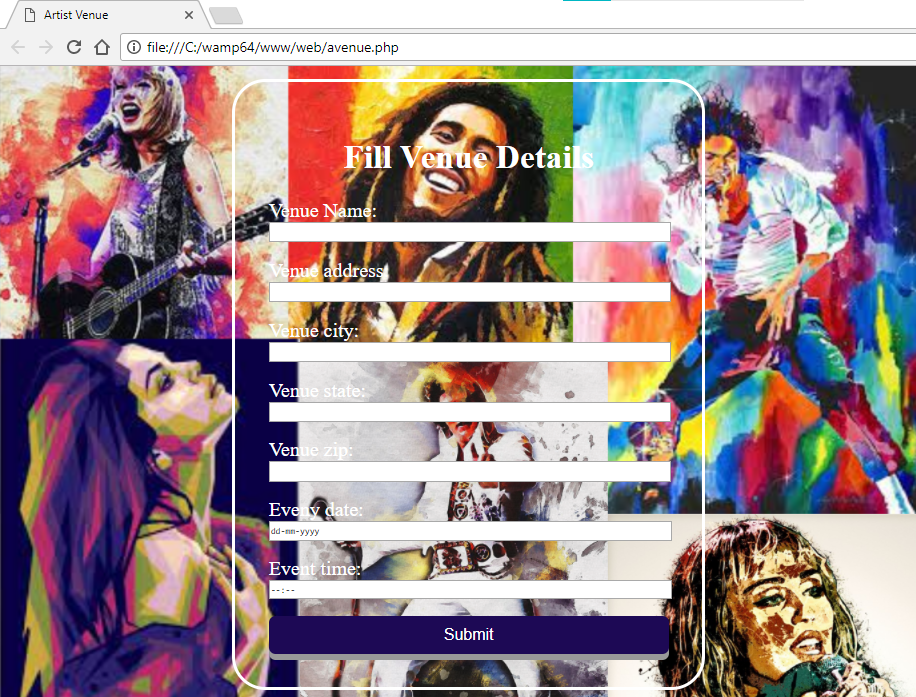 Artist Venue
file:///C:/wamp64/www/web/avenue.php
Fill Venue Details
Venue Name:
Venue address:
Venue city:
Venue state:
Venue zip:
Eveny date:
dd-mm-yyyy
Event time:
--:--
Submit